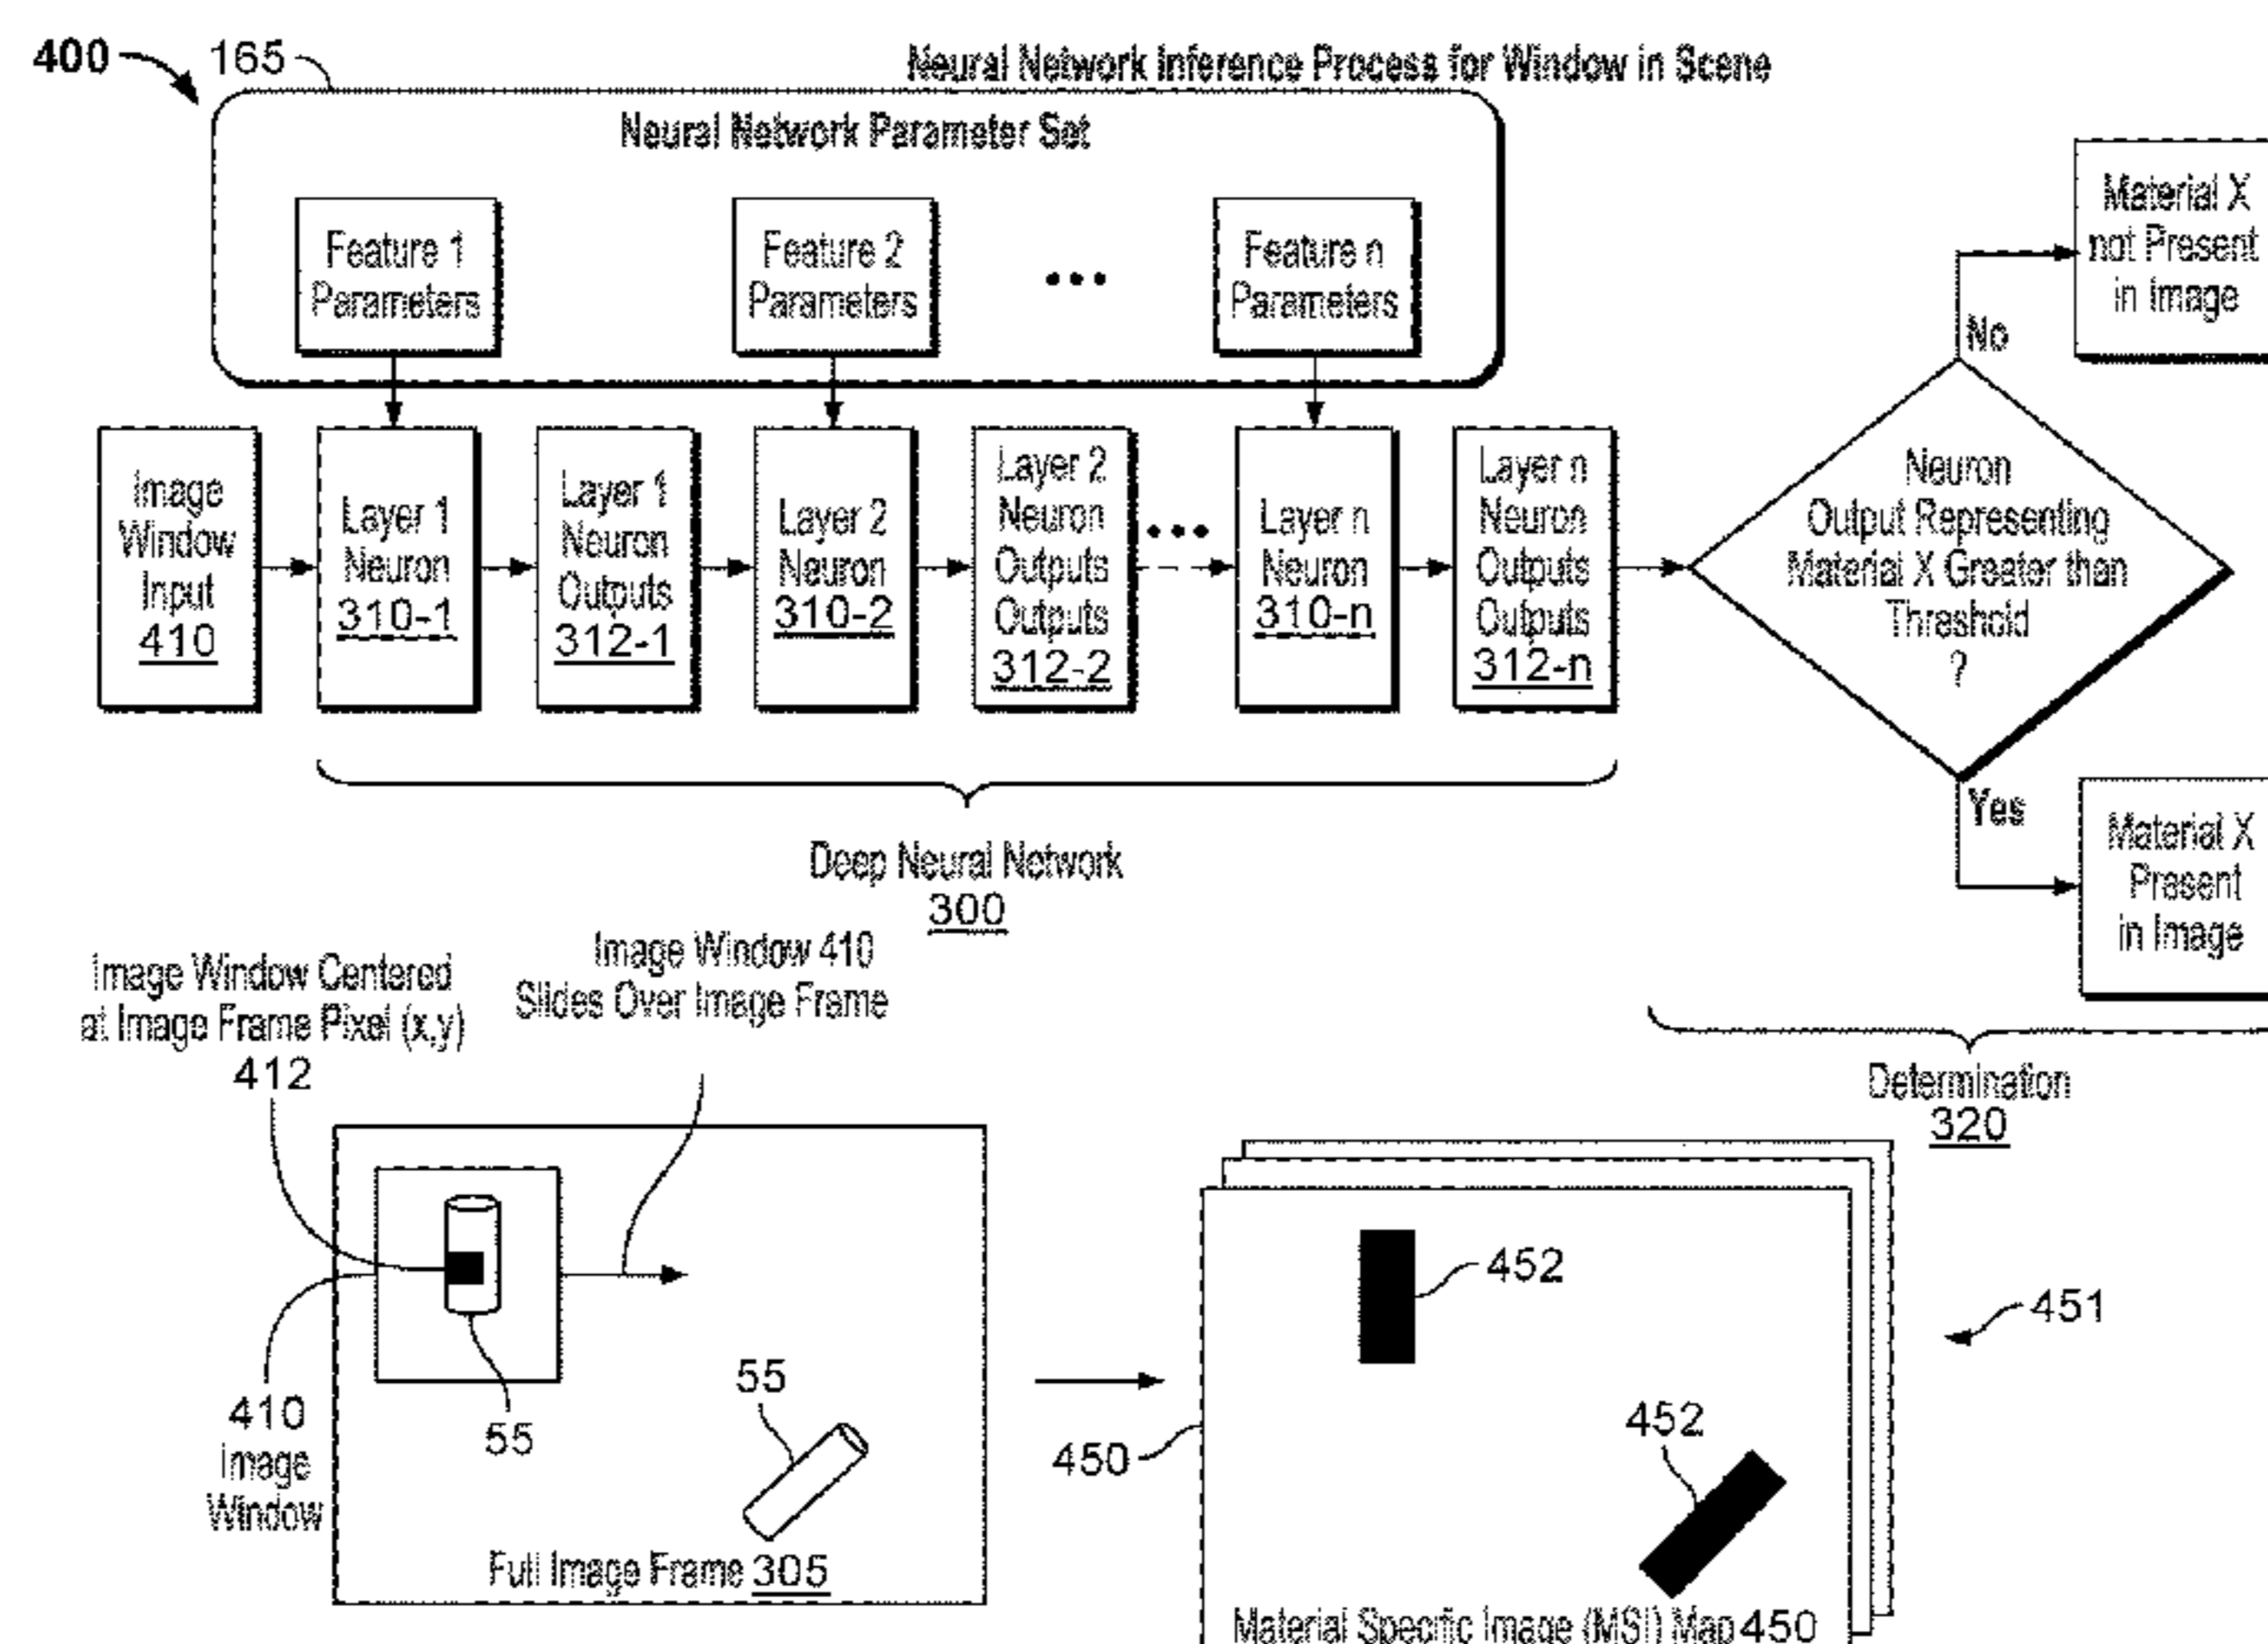 400
165
Neural Network Inference Process for Window in Scene
Neural Network Parameter Set
Feature 1
Parameters
Feature 2
Parameters
•••
Feature n
Parameters
Image
Window
Input
410
Layer 1
Neuron
310-1
Layer 1
Neuron
Outputs
312-1
Layer 2
Neuron
310-2
Layer 2
Neuron
Outputs
Outputs
312-2
•••
Layer n
Neuron
310-n
Layer n
Neuron
Outputs
Outputs
312-n
Neuron
Output Representing
Material X Greater than
Threshold
?
No
Material X
not Present
in Image
Yes
Material X
Present
in Image
Deep Neural Network
300
Determination
320
Image Window Centered
at Image Frame Pixel (x,y)
412
Image Window 410
Slides Over Image Frame
410
Image
Window
55
55
Full Image Frame 305
450
452
452
451
Material Specific Image (MSI) Map 450